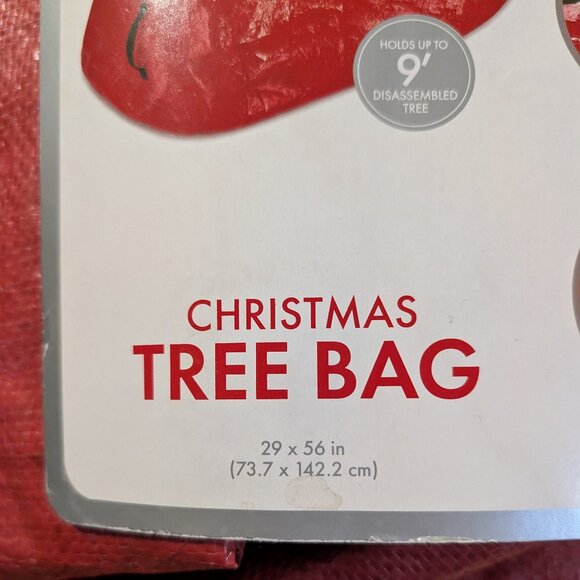 HOLDS UP TO
9'
DISASSEMBLED
TREE
CHRISTMAS
TREE BAG
29 x 56 in
(73.7 x 142.2 cm)